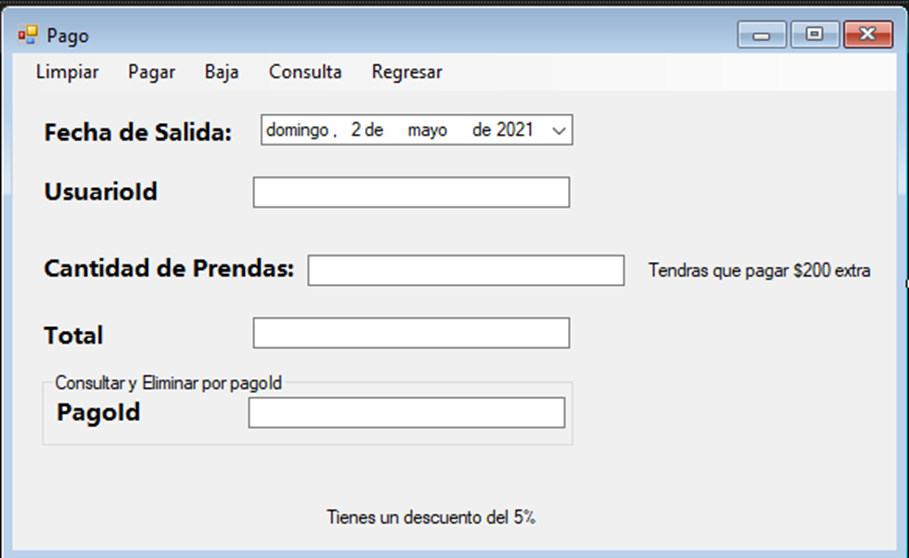 Pago
Limpiar Pagar Baja Consulta Regresar
Fecha de Salida: domingo , 2 de mayo de 2021
UsuarioId
Cantidad de Prendas: Tendras que pagar $200 extra
Total
Consultar y Eliminar por pagoId
PagoId
Tienes un descuento del 5%